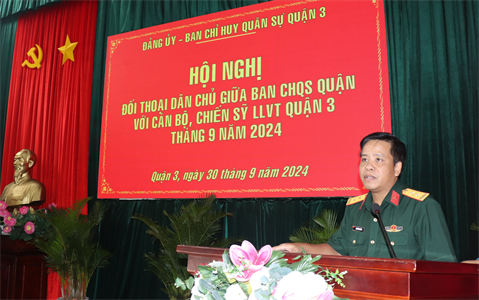 ĐẢNG ỦY - BAN CHỈ HUY QUÂN SỰ QUẬN 3
HỘI NGHỊ
ĐỐI THOẠI DÂN CHỦ GIỮA BAN CHQS QUẬN
VỚI CÁN BỘ, CHIẾN SỸ LLVT QUẬN 3
THÁNG 9 NĂM 2024
Quận 3, ngày 30 tháng 9 năm 2024